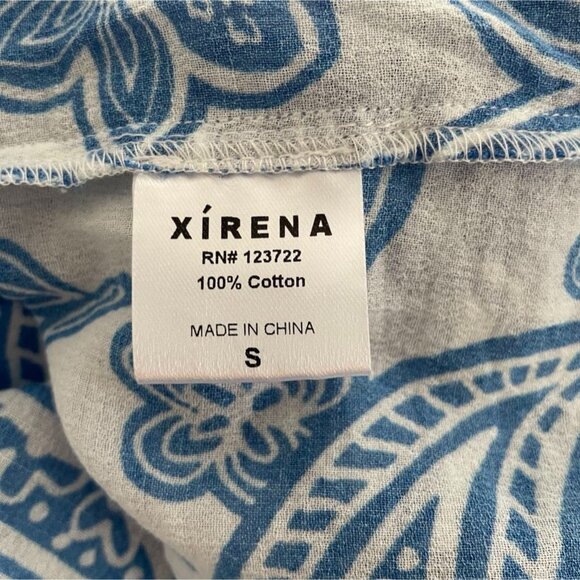 XÍRENA
RN# 123722
100% Cotton
MADE IN CHINA
S